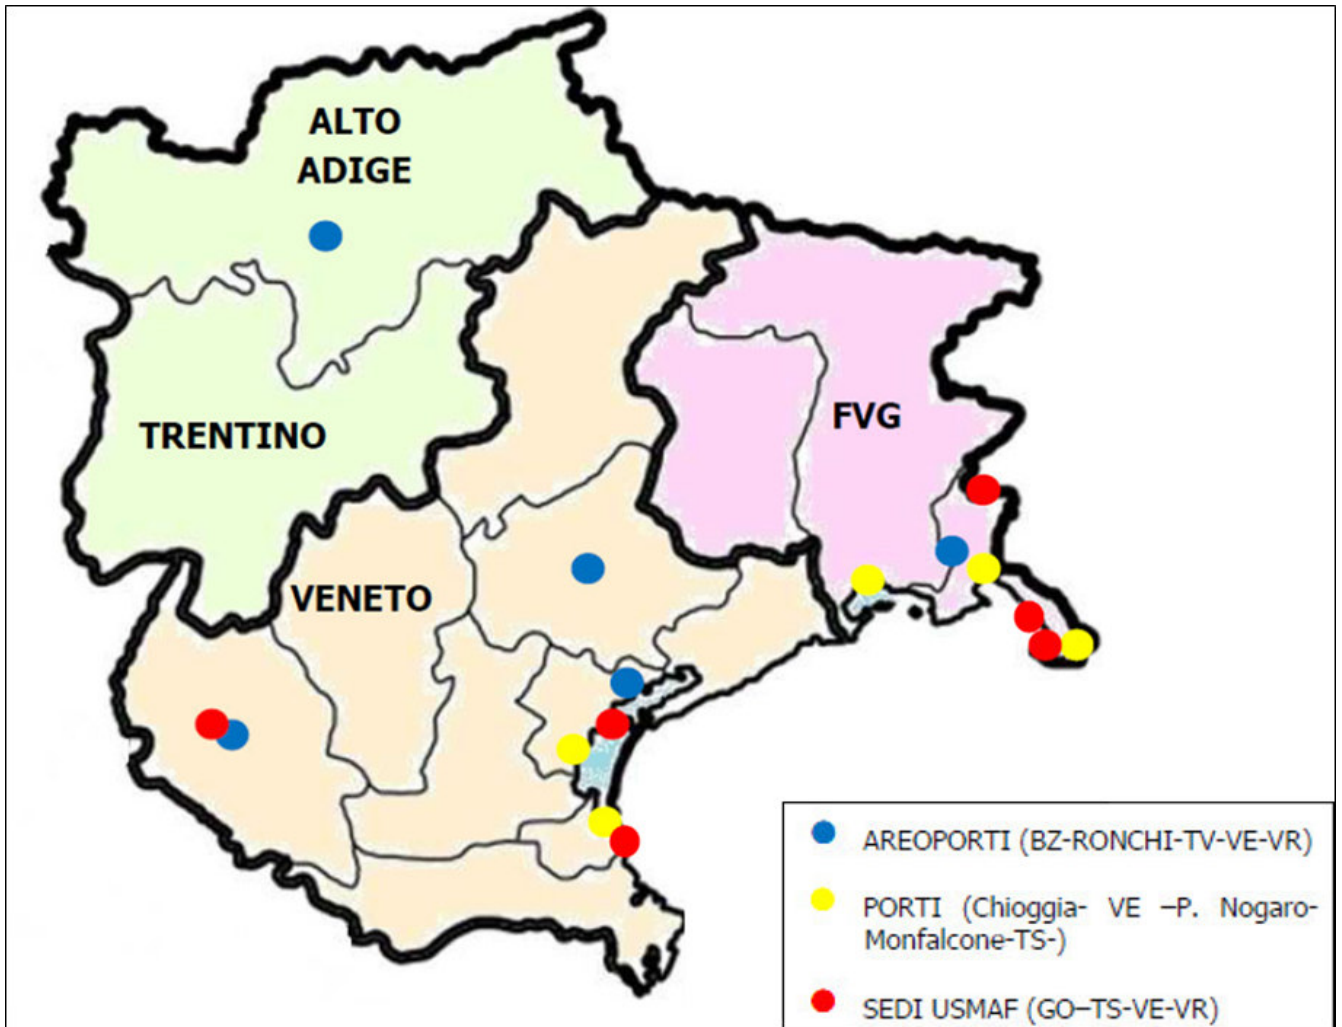 ALTO
ADIGE
TRENTINO
FVG
VENETO
AREOPORTI (BZ-RONCHI-TV-VE-VR)
PORTI (Chioggia- VE –P. Nogaro-
Monfalcone-TS-)
SEDI USMAF (GO–TS-VE-VR)